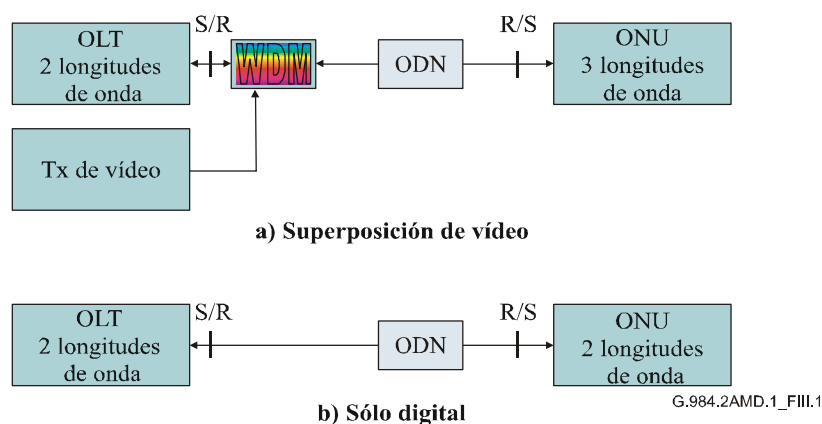 OLT
2 longitudes
de onda
S/R
WDM
ODN
R/S
ONU
3 longitudes
de onda
Tx de vídeo
a) Superposición de vídeo
OLT
2 longitudes
de onda
S/R
ODN
R/S
ONU
2 longitudes
de onda
G.984.2AMD.1_FIII.1
b) Sólo digital